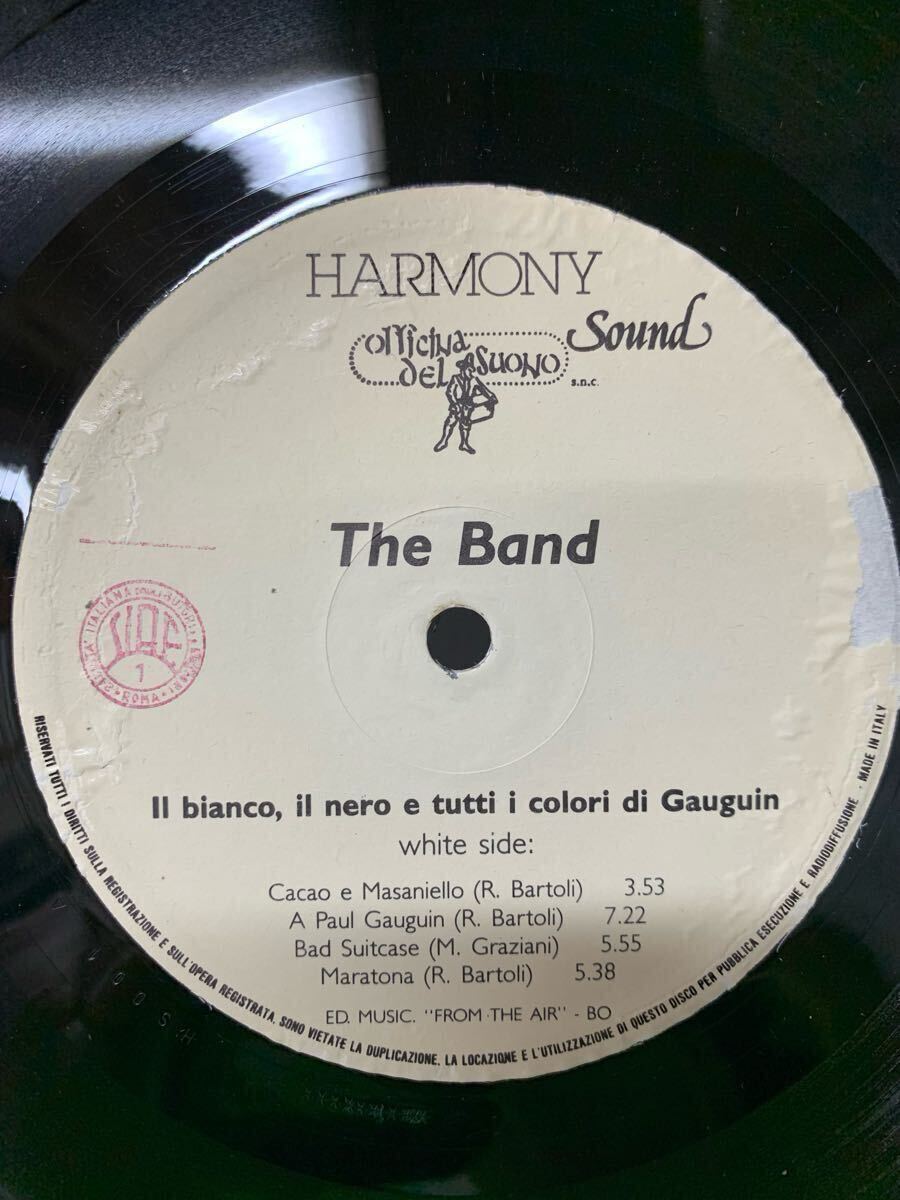 HARMONY
Sound
officina
DEL SUONO
s.n.c.
The Band
SIAE
1
ROMA
Il bianco, il nero e tutti i colori di Gauguin
white side:
Cacao e Masaniello (R. Bartoli) 3.53
A Paul Gauguin (R. Bartoli) 7.22
Bad Suitcase (M. Graziani) 5.55
Maratona (R. Bartoli) 5.38
ED. MUSIC. "FROM THE AIR" - BO
RISERVATI TUTTI I DIRITTI SULLA REGISTRAZIONE E SULL'OPERA REGISTRATA. SONO VIETATE LA DUPLICAZIONE, LA LOCAZIONE E L'UTILIZZAZIONE DI QUESTO DISCO PER PUBBLICA ESECUZIONE E RADIODIFFUSIONE - MADE IN ITALY